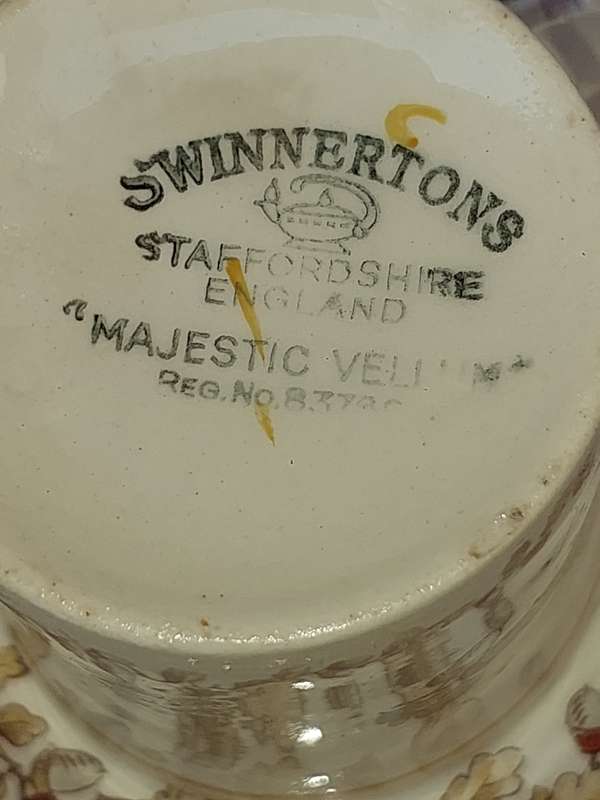 SWINNERTONS
STAFFORDSHIRE
ENGLAND
"MAJESTIC VELLUM"
REG. NO.